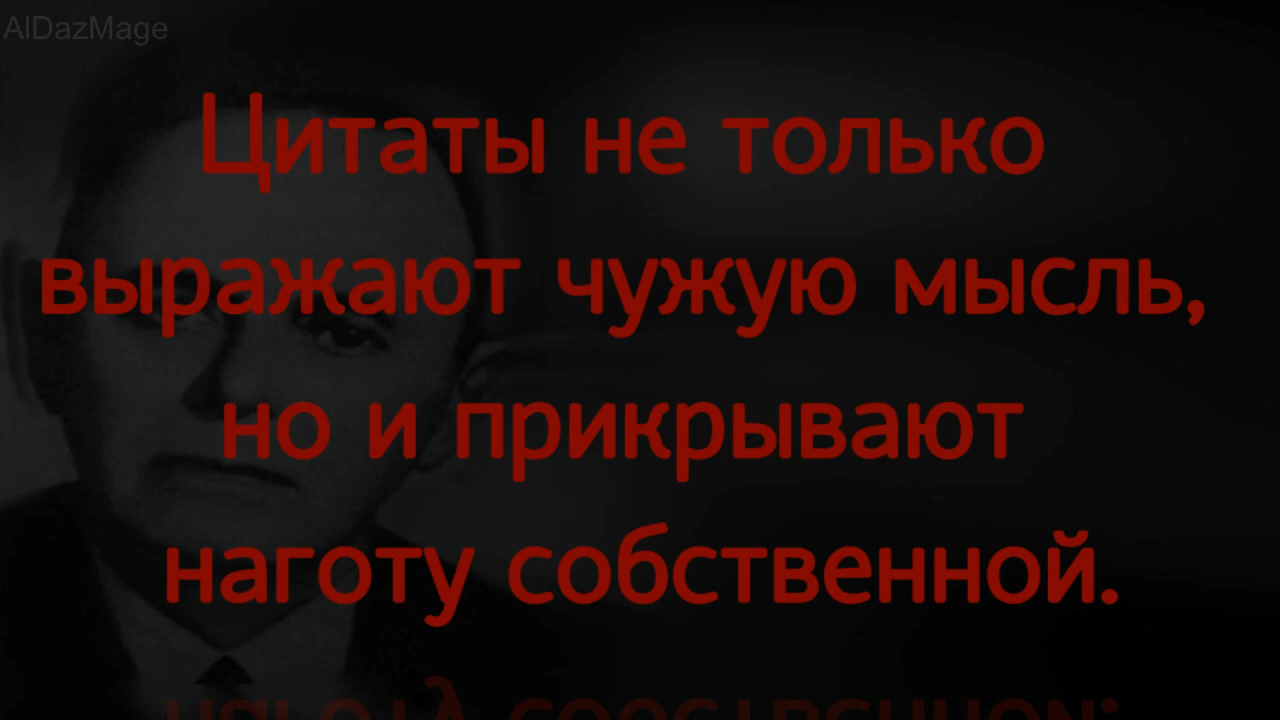 AlDazMage
Цитаты не только
выражают чужую мысль,
но и прикрывают
наготу собственной.